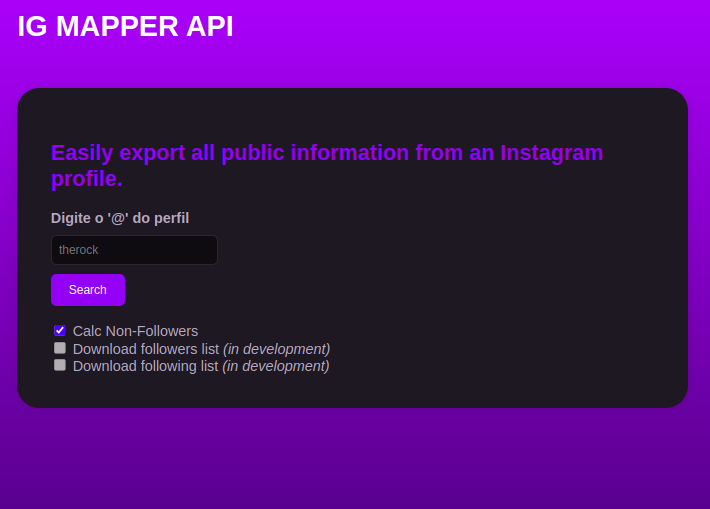 IG MAPPER API
Easily export all public information from an Instagram
profile.
Digite o '@' do perfil
therock
Search
Calc Non-Followers
Download followers list (in development)
Download following list (in development)